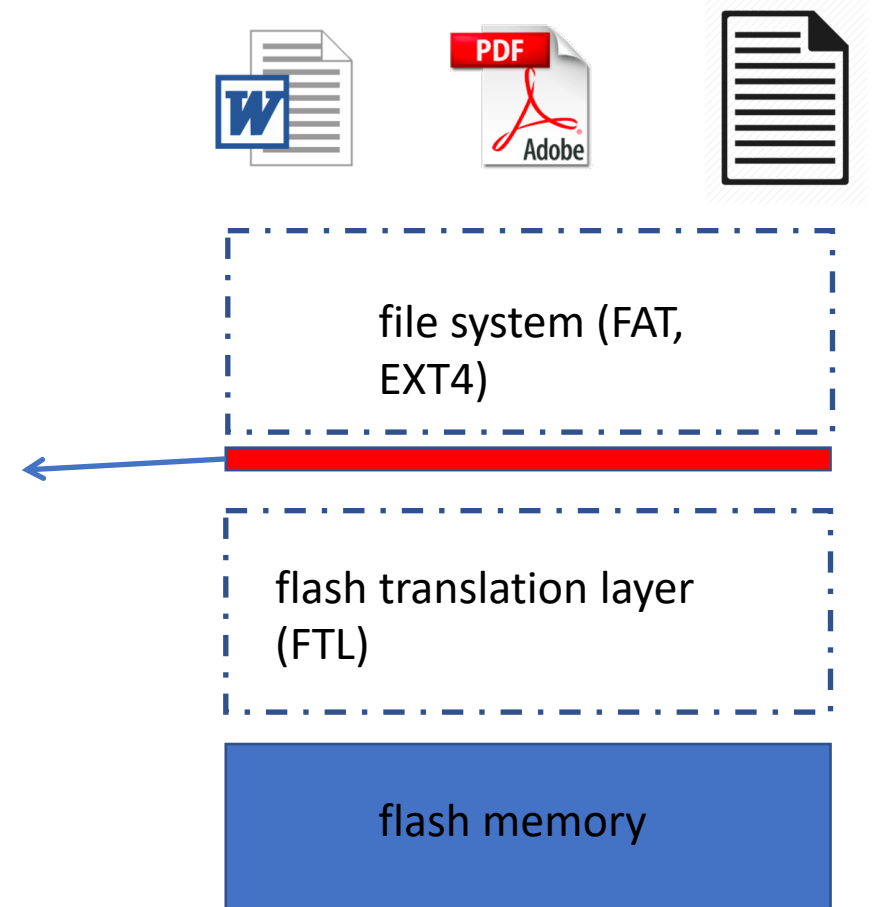 W
PDF
Adobe
file system (FAT,
EXT4)
flash translation layer
(FTL)
flash memory